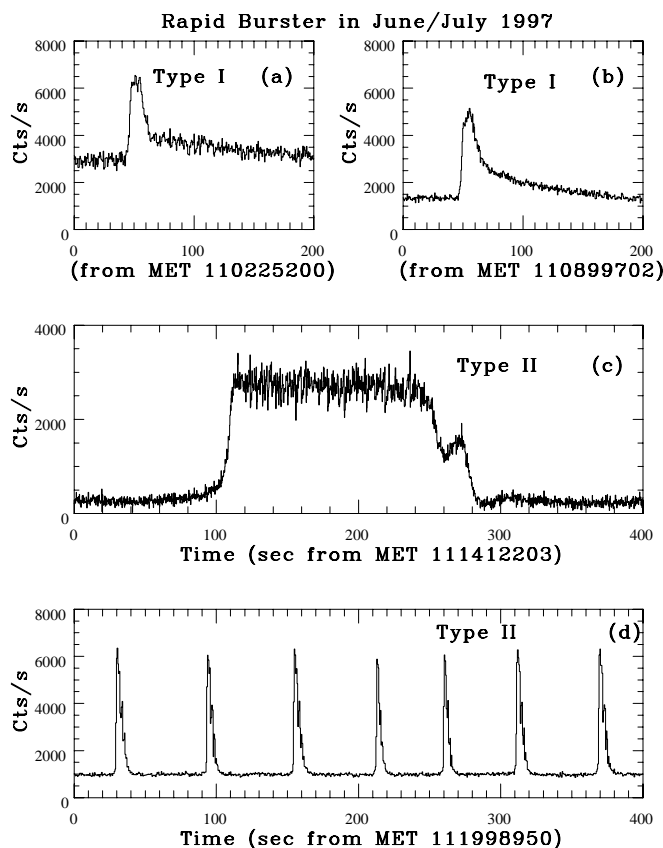 Rapid Burster in June/July 1997
8000
6000
4000
2000
0
Cts/s
Type I (a)
0 100 200
(from MET 110225200)
8000
6000
4000
2000
0
Cts/s
Type I (b)
0 100 200
(from MET 110899702)
4000
2000
0
Cts/s
Type II (c)
0 100 200 300 400
Time (sec from MET 111412203)
8000
6000
4000
2000
0
Cts/s
Type II (d)
0 100 200 300 400
Time (sec from MET 111998950)